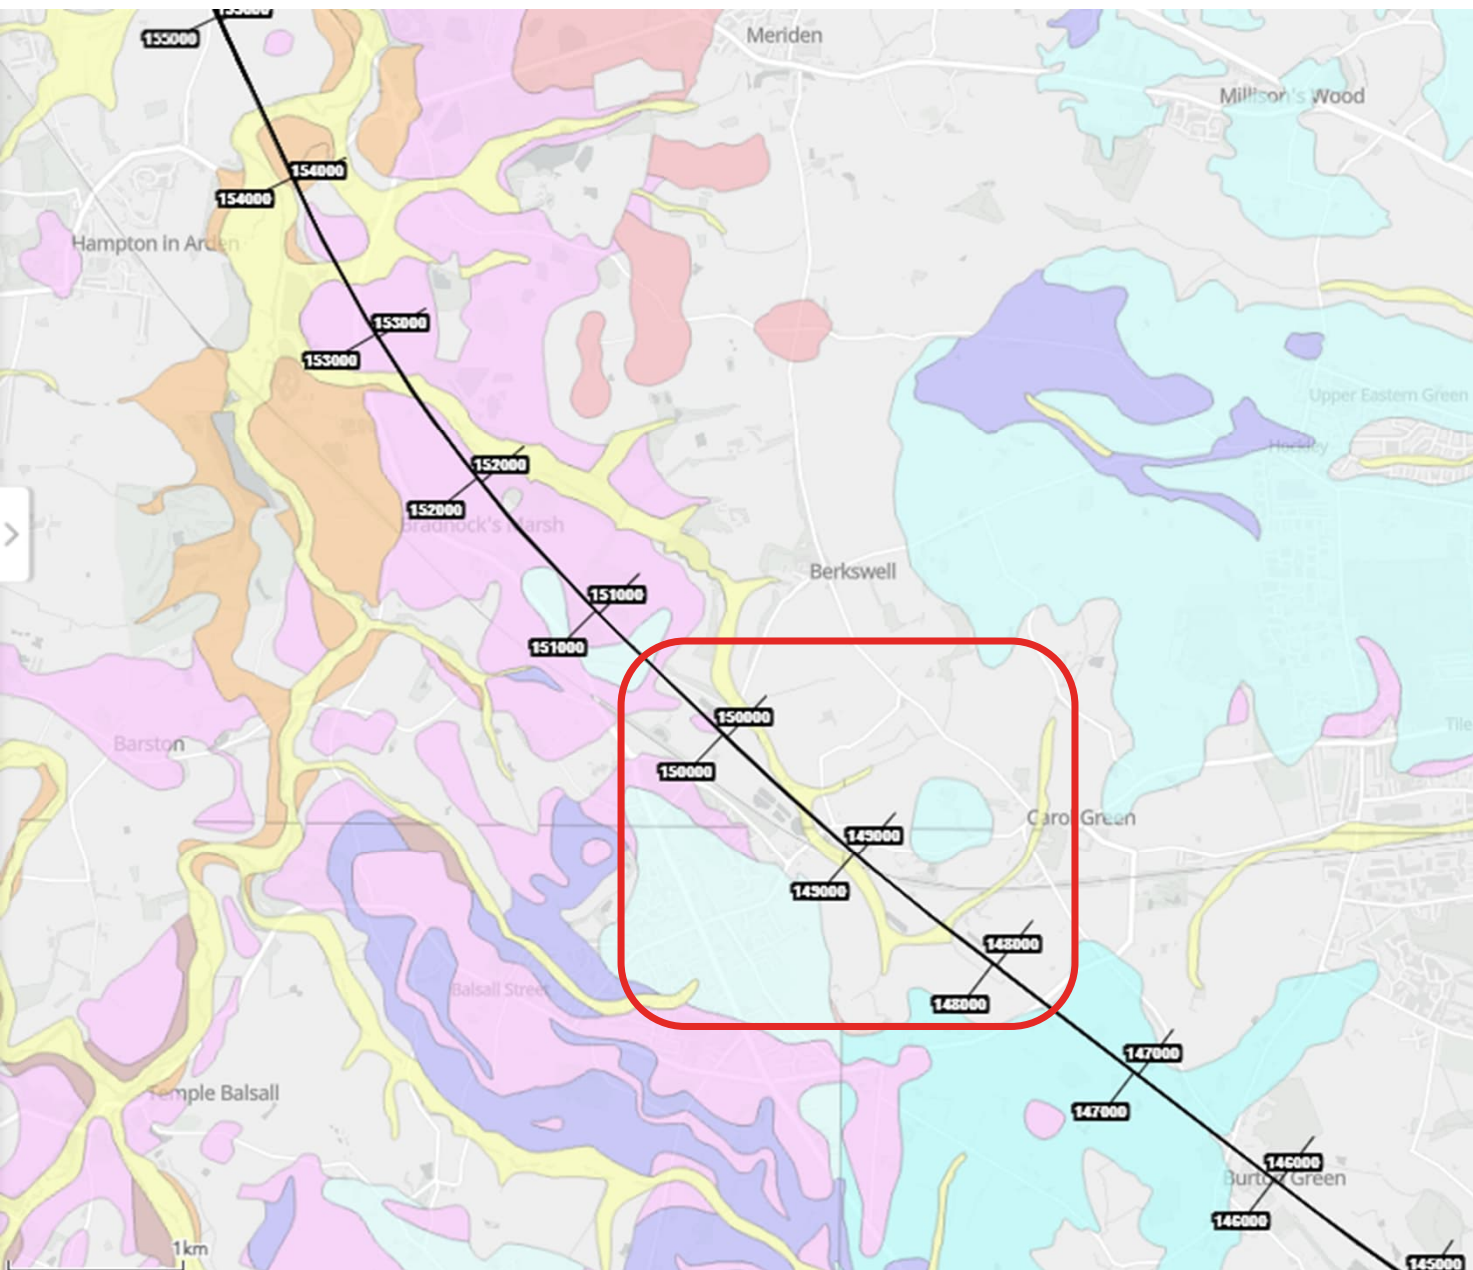 155000
Meriden
155000
Millison's Wood
154000
154000
Hampton in Arden
153000
153000
Upper Eastern Green
Hockley
152000
152000
Bradnock's Marsh
Berkswell
151000
151000
150000
Tile
Barston
150000
Carol Green
149000
149000
148000
Balsall Street
148000
147000
Temple Balsall
147000
146000
Burton Green
146000
1km
145000